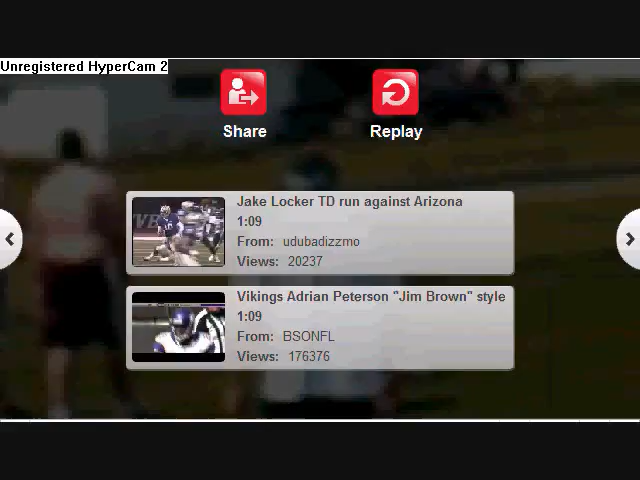 Unregistered HyperCam 2
Share
Replay
Jake Locker TD run against Arizona
1:09
From: udubadizzmo
Views: 20237
Vikings Adrian Peterson "Jim Brown" style
1:09
From: BSONFL
Views: 176376